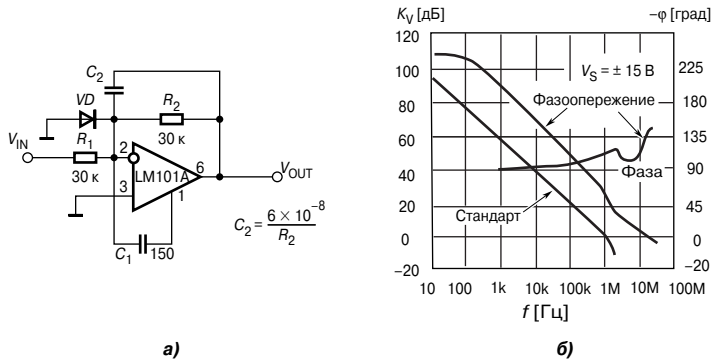 C2
VD
R2
VIN
R1
30 к
2
30 к
LM101A
6
VOUT
3
1
C1
150
C2 = 6 × 10–8 / R2
а)
KV [дБ]
–φ [град]
120
100
80
60
40
20
0
–20
225
180
135
90
45
0
–20
VS = ± 15 В
Фазоопережение
Фаза
Стандарт
10 100 1k 10k 100k 1M 10M 100M
f [Гц]
б)